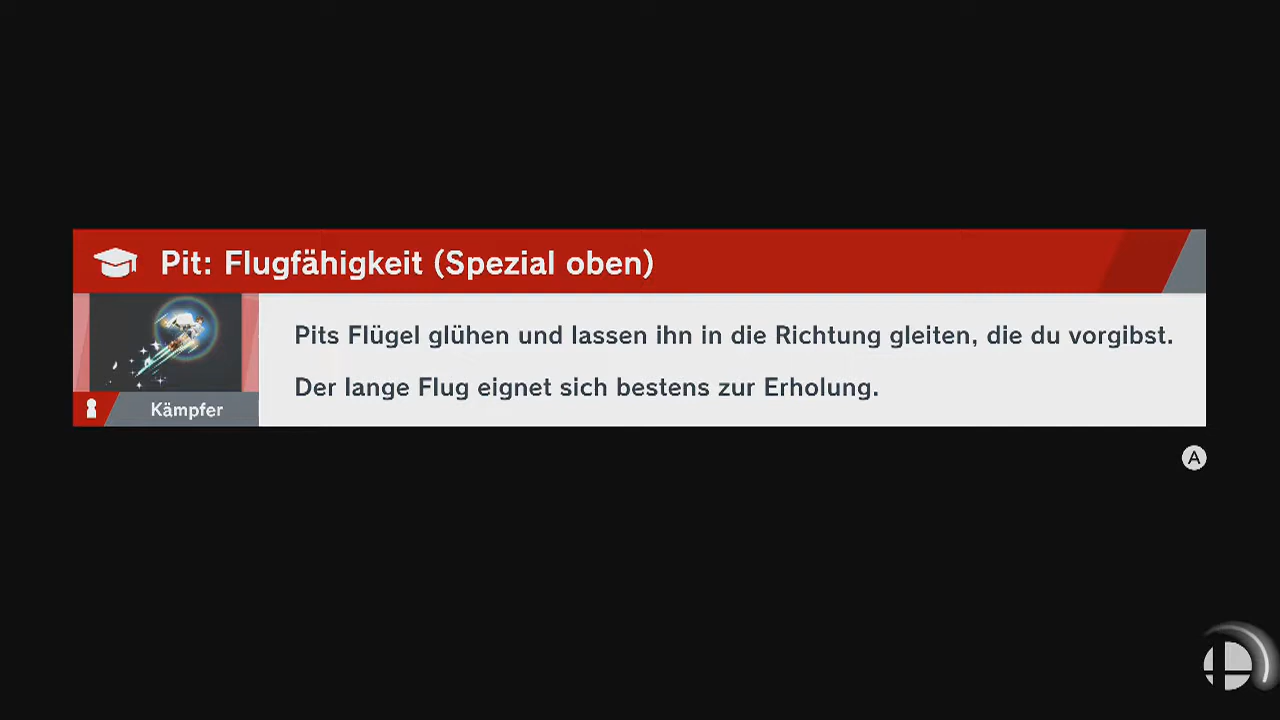 Pit: Flugfähigkeit (Spezial oben)
Pits Flügel glühen und lassen ihn in die Richtung gleiten, die du vorgibst.
Der lange Flug eignet sich bestens zur Erholung.
Kämpfer
A